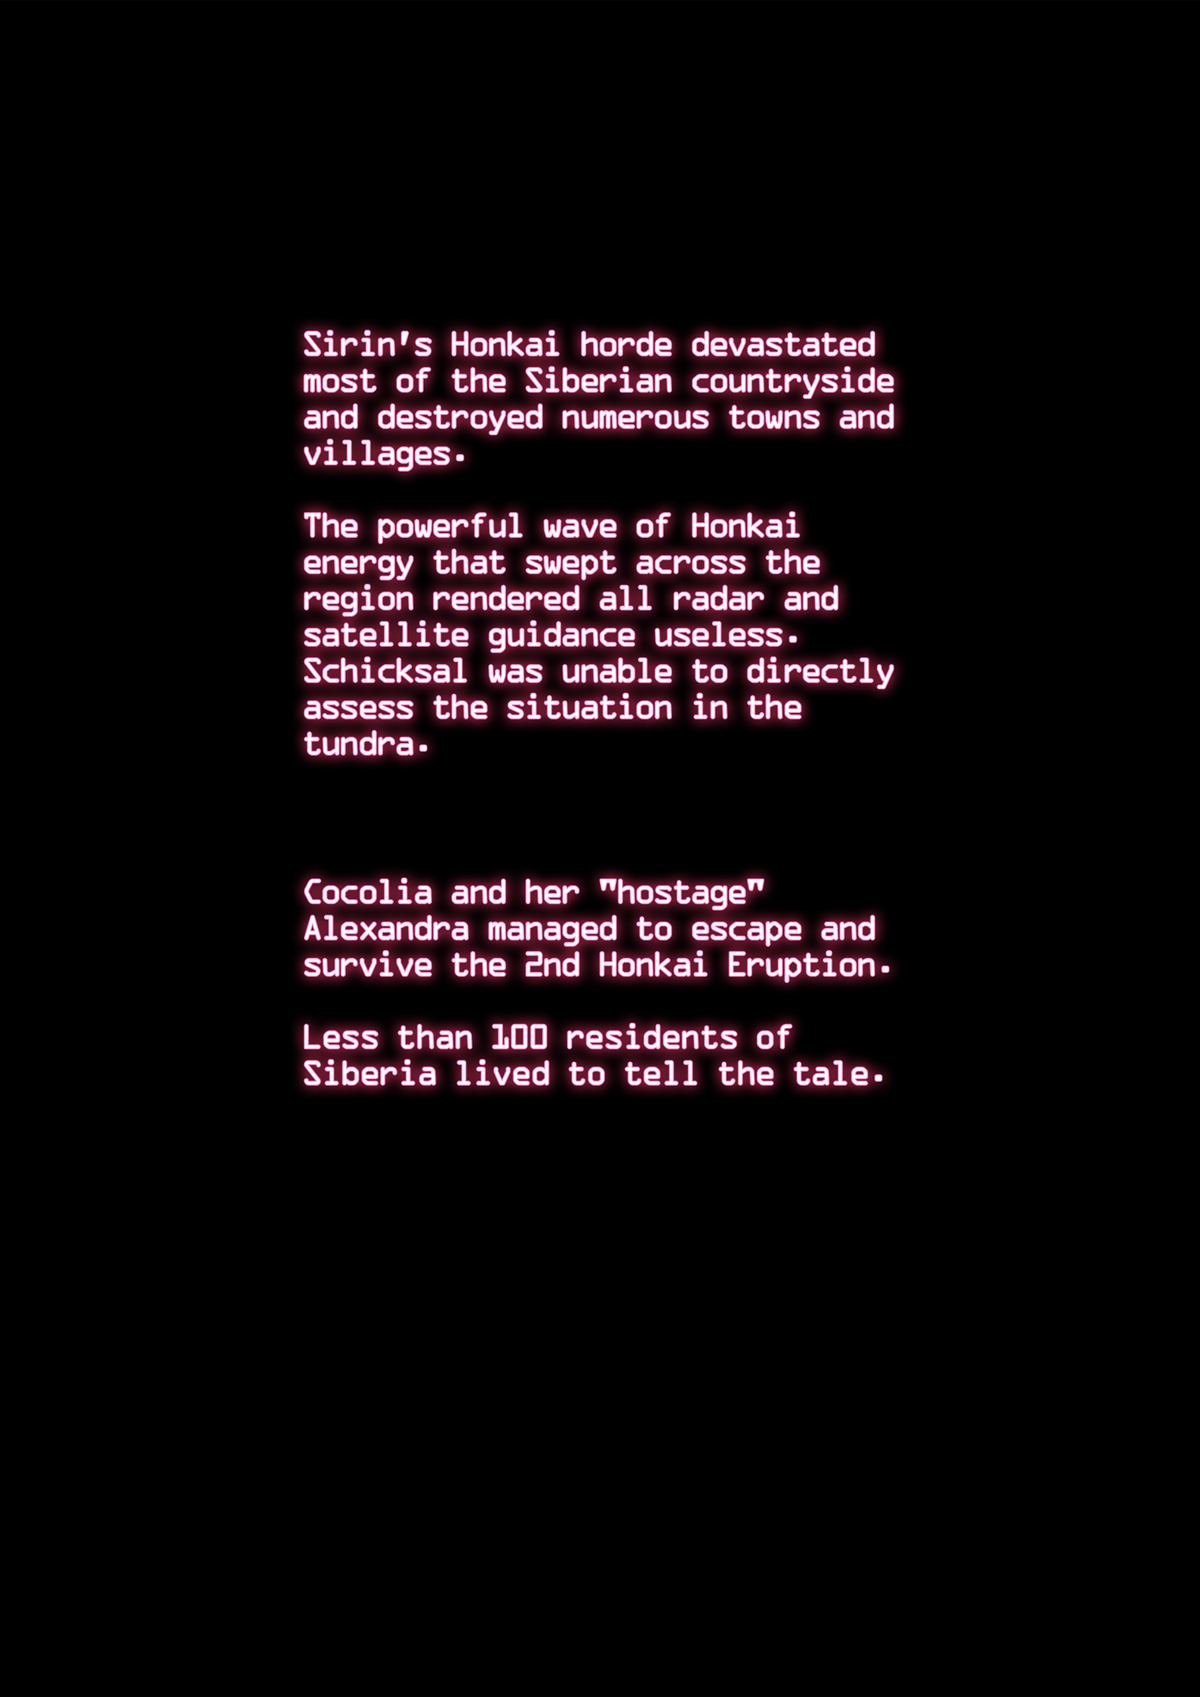 Sirin's Honkai horde devastated
most of the Siberian countryside
and destroyed numerous towns and
villages.
The powerful wave of Honkai
energy that swept across the
region rendered all radar and
satellite guidance useless.
Schicksal was unable to directly
assess the situation in the
tundra.
Cocolia and her "hostage"
Alexandra managed to escape and
survive the 2nd Honkai Eruption.
Less than 100 residents of
Siberia lived to tell the tale.